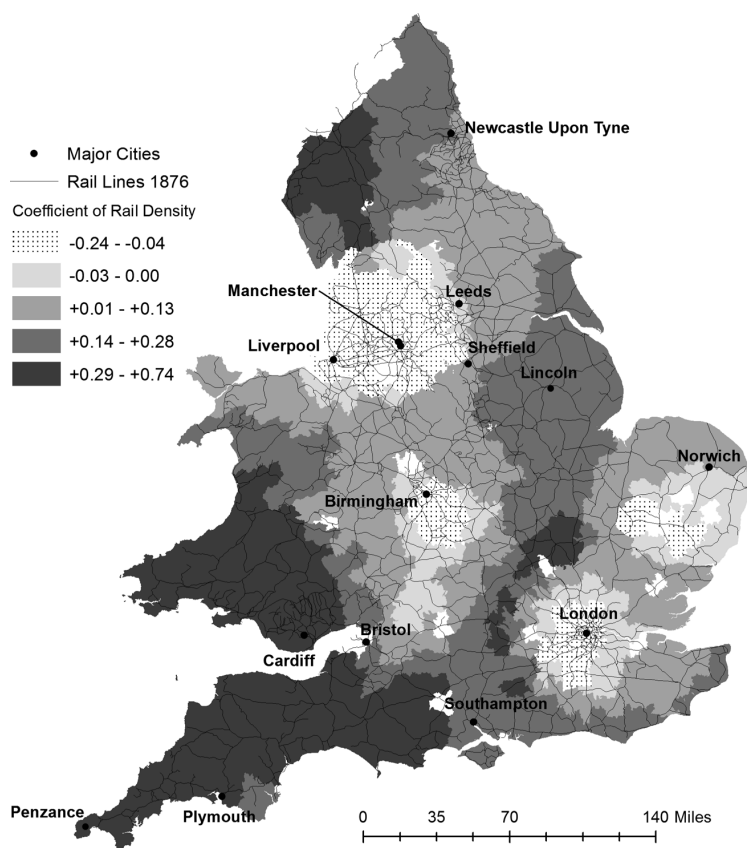 Newcastle Upon Tyne
Major Cities
Rail Lines 1876
Coefficient of Rail Density
-0.24 - -0.04
-0.03 - 0.00
+0.01 - +0.13
+0.14 - +0.28
+0.29 - +0.74
Manchester
Leeds
Liverpool
Sheffield
Lincoln
Norwich
Birmingham
London
Bristol
Cardiff
Southampton
Penzance
Plymouth
0 35 70 140 Miles